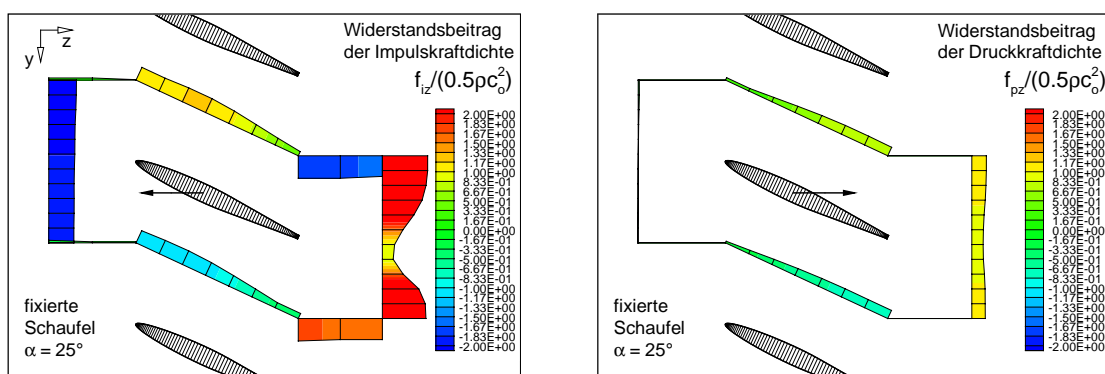 z
y
Widerstandsbeitrag
der Impulskraftdichte
f_iz/(0.5ρc_o^2)
2.00E+00
1.83E+00
1.67E+00
1.50E+00
1.33E+00
1.17E+00
1.00E+00
8.33E-01
6.67E-01
5.00E-01
3.33E-01
1.67E-01
0.00E+00
-1.67E-01
-3.33E-01
-5.00E-01
-6.67E-01
-8.33E-01
-1.00E+00
-1.17E+00
-1.33E+00
-1.50E+00
-1.67E+00
-1.83E+00
-2.00E+00
fixierte
Schaufel
α = 25°
Widerstandsbeitrag
der Druckkraftdichte
f_pz/(0.5ρc_o^2)
2.00E+00
1.83E+00
1.67E+00
1.50E+00
1.33E+00
1.17E+00
1.00E+00
8.33E-01
6.67E-01
5.00E-01
3.33E-01
1.67E-01
0.00E+00
-1.67E-01
-3.33E-01
-5.00E-01
-6.67E-01
-8.33E-01
-1.00E+00
-1.17E+00
-1.33E+00
-1.50E+00
-1.67E+00
-1.83E+00
-2.00E+00
fixierte
Schaufel
α = 25°